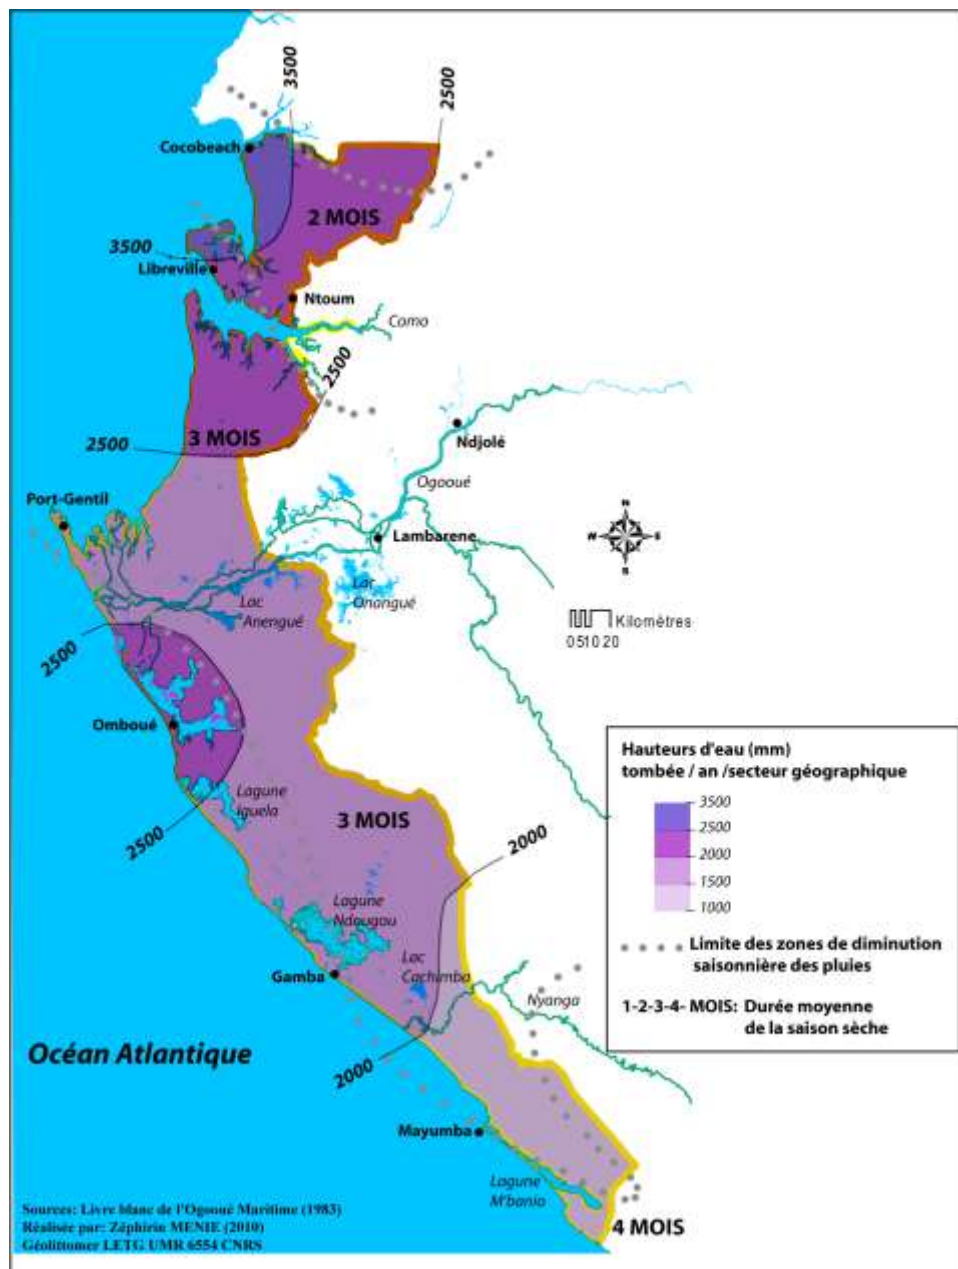 3500
2500
Cocobeach
2 MOIS
3500
Libreville
Ntoum
Como
2500
2500
3 MOIS
Ndjolé
Ogooué
Port-Gentil
Lambarene
N
W
E
S
Lac
Onangué
Lac
Anengué
Kilomètres
0 5 10 20
2500
Omboué
Lagune
Iguela
3 MOIS
2500
2000
Lagune
Ndougou
Lac
Cachimba
Gamba
Nyanga
Océan Atlantique
2000
Mayumba
Lagune
M'banio
4 MOIS
Hauteurs d'eau (mm)
tombée / an /secteur géographique
3500
2500
2000
1500
1000
Limite des zones de diminution
saisonnière des pluies
1-2-3-4- MOIS: Durée moyenne
de la saison sèche
Sources: Livre blanc de l'Ogooué Maritime (1983)
Réalisée par: Zéphirin MENIE (2010)
Géolittomer LETG UMR 6554 CNRS